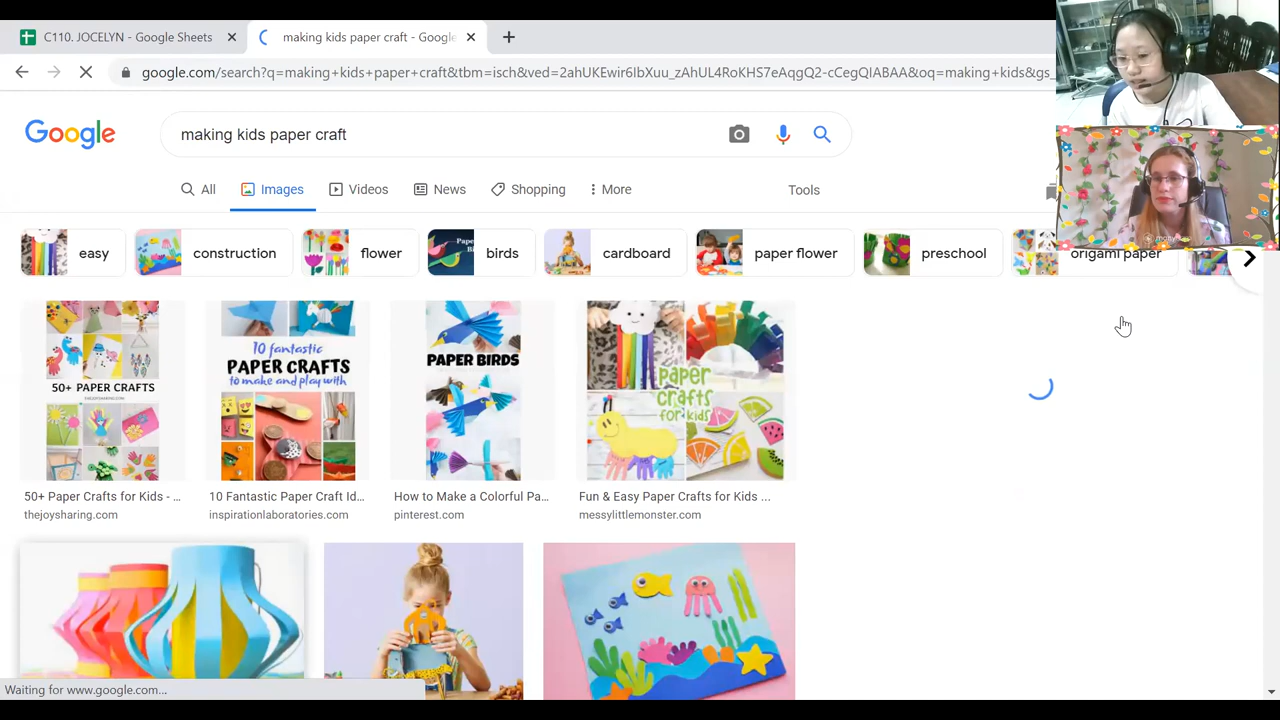 C110. JOCELYN - Google Sheets
making kids paper craft - Google
google.com/search?q=making+kids+paper+craft&tbm=isch&ved=2ahUKEwir6IbXuu_zAhUL4RoKHS7eAqgQ2-cCegQIABAA&oq=making+kids&gs_
Google
making kids paper craft
All
Images
Videos
News
Shopping
More
Tools
easy
construction
flower
birds
cardboard
paper flower
preschool
origami paper
50+ PAPER CRAFTS
10 fantastic
PAPER CRAFTS
to make and play with
PAPER BIRDS
paper
crafts
for kids
50+ Paper Crafts for Kids - ...
thejoysharing.com
10 Fantastic Paper Craft Id...
inspirationlaboratories.com
How to Make a Colorful Pa...
pinterest.com
Fun & Easy Paper Crafts for Kids ...
messylittlemonster.com
Waiting for www.google.com...